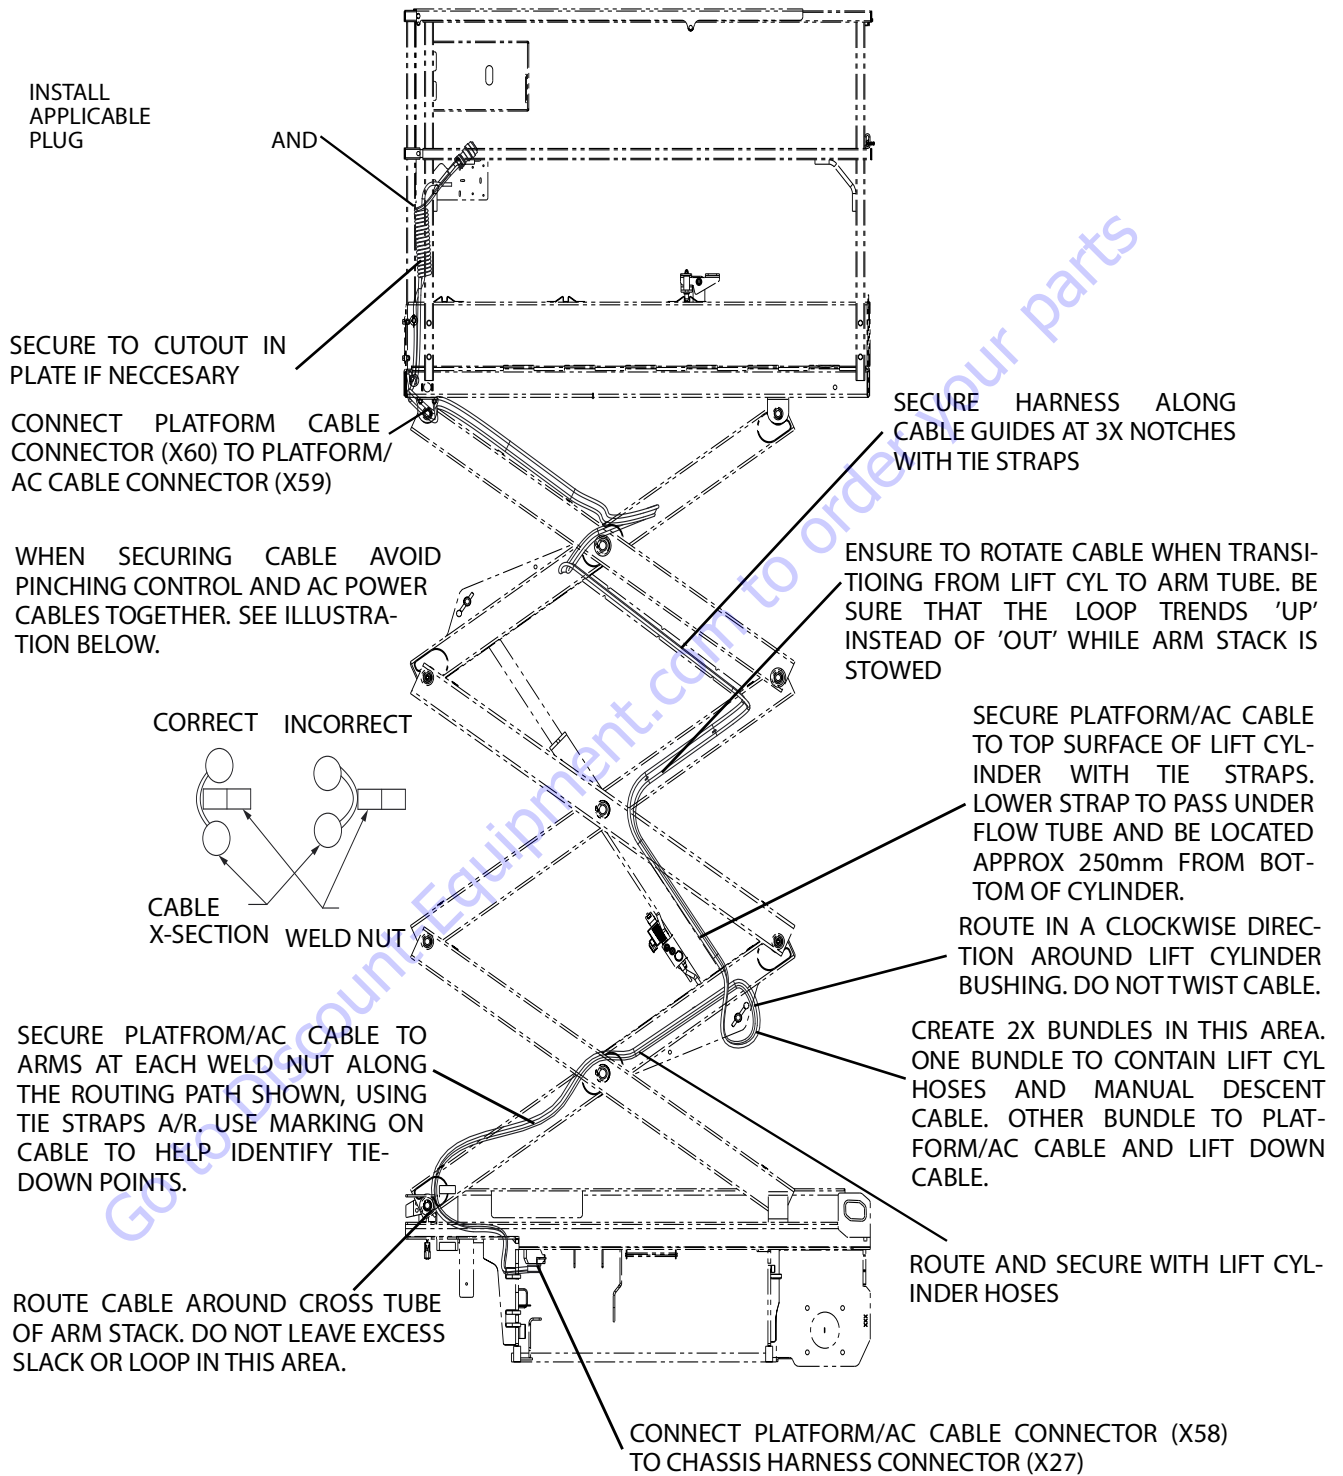 INSTALL
APPLICABLE
PLUG
AND
SECURE TO CUTOUT IN
PLATE IF NECCESARY
CONNECT PLATFORM CABLE
CONNECTOR (X60) TO PLATFORM/
AC CABLE CONNECTOR (X59)
WHEN SECURING CABLE AVOID
PINCHING CONTROL AND AC POWER
CABLES TOGETHER. SEE ILLUSTRA-
TION BELOW.
CORRECT INCORRECT
CABLE
X-SECTION WELD NUT
SECURE PLATFROM/AC CABLE TO
ARMS AT EACH WELD NUT ALONG
THE ROUTING PATH SHOWN, USING
TIE STRAPS A/R. USE MARKING ON
CABLE TO HELP IDENTIFY TIE-
DOWN POINTS.
ROUTE CABLE AROUND CROSS TUBE
OF ARM STACK. DO NOT LEAVE EXCESS
SLACK OR LOOP IN THIS AREA.
SECURE HARNESS ALONG
CABLE GUIDES AT 3X NOTCHES
WITH TIE STRAPS
ENSURE TO ROTATE CABLE WHEN TRANSI-
TIOING FROM LIFT CYL TO ARM TUBE. BE
SURE THAT THE LOOP TRENDS 'UP'
INSTEAD OF 'OUT' WHILE ARM STACK IS
STOWED
SECURE PLATFORM/AC CABLE
TO TOP SURFACE OF LIFT CYL-
INDER WITH TIE STRAPS.
LOWER STRAP TO PASS UNDER
FLOW TUBE AND BE LOCATED
APPROX 250mm FROM BOT-
TOM OF CYLINDER.
ROUTE IN A CLOCKWISE DIREC-
TION AROUND LIFT CYLINDER
BUSHING. DO NOT TWIST CABLE.
CREATE 2X BUNDLES IN THIS AREA.
ONE BUNDLE TO CONTAIN LIFT CYL
HOSES AND MANUAL DESCENT
CABLE. OTHER BUNDLE TO PLAT-
FORM/AC CABLE AND LIFT DOWN
CABLE.
ROUTE AND SECURE WITH LIFT CYL-
INDER HOSES
XXX
CONNECT PLATFORM/AC CABLE CONNECTOR (X58)
TO CHASSIS HARNESS CONNECTOR (X27)
Go to Discount-Equipment.com to order your parts